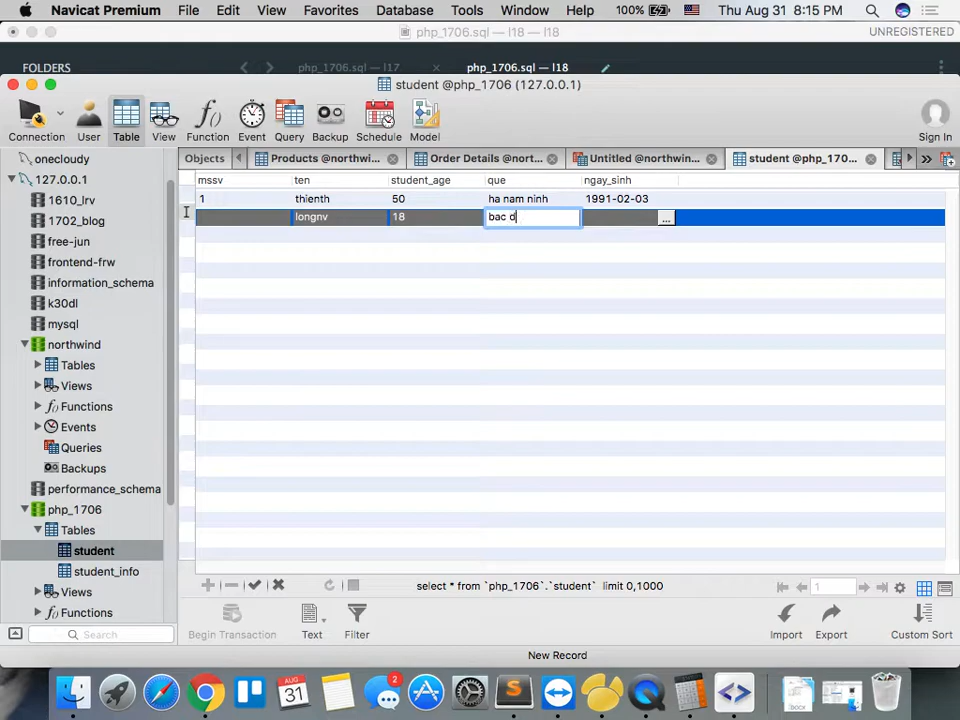 Navicat Premium File Edit View Favorites Database Tools Window Help 100% Thu Aug 31 8:15 PM
php_1706.sql — l18 — l18 UNREGISTERED
FOLDERS php_1706.sql — l17 php_1706.sql — l18
student @php_1706 (127.0.0.1)
Connection User Table View Function Event Query Backup Schedule Model Sign In
Objects Products @northwi... Order Details @nort... Untitled @northwin... student @php_170...
onecloudy
127.0.0.1
1610_lrv
1702_blog
free-jun
frontend-frw
information_schema
k30dl
mysql
northwind
Tables
Views
Functions
Events
Queries
Backups
performance_schema
php_1706
Tables
student
student_info
Views
Functions
Search
mssv ten student_age que ngay_sinh
1 thienth 50 ha nam ninh 1991-02-03
longnv 18 bac d ...
select * from `php_1706`.`student` limit 0,1000 1
Begin Transaction Text Filter Import Export Custom Sort
New Record
AUG
31
2
S
DOCX